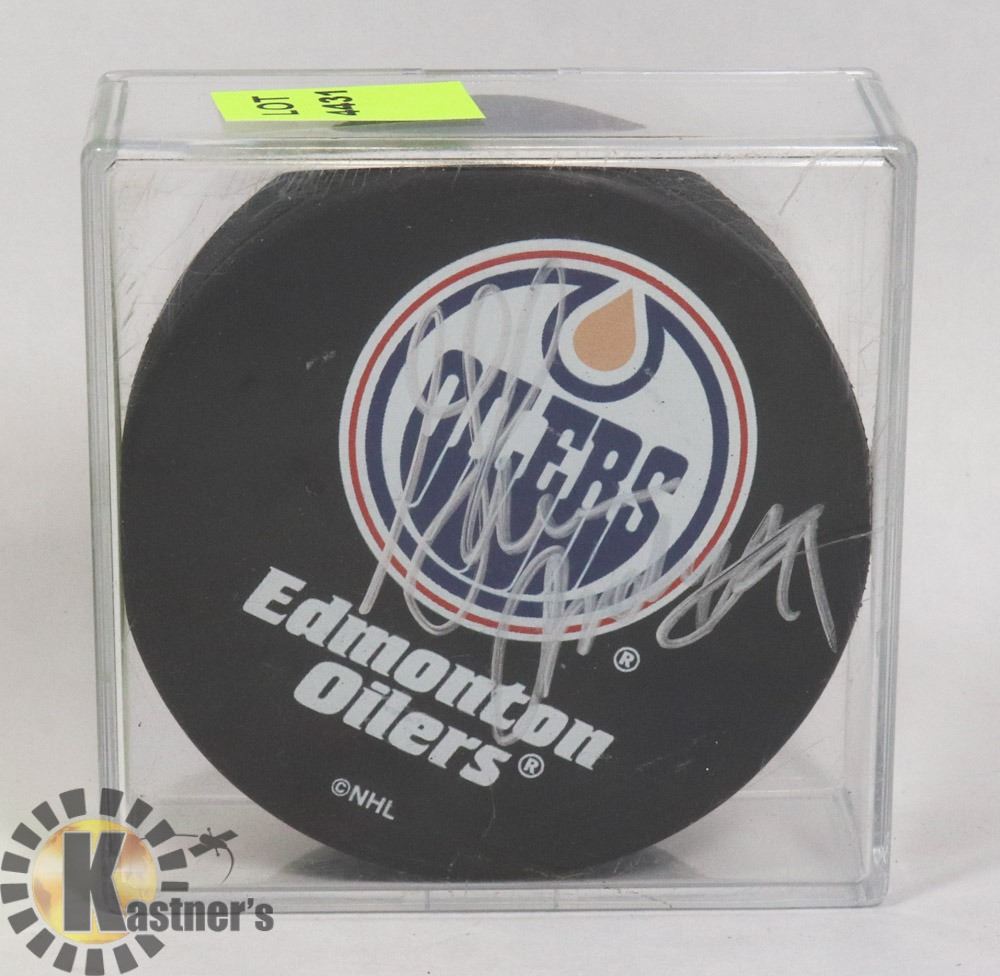 LOT
4431
OILERS
®
Edmonton
Oilers®
©NHL
Kastner's